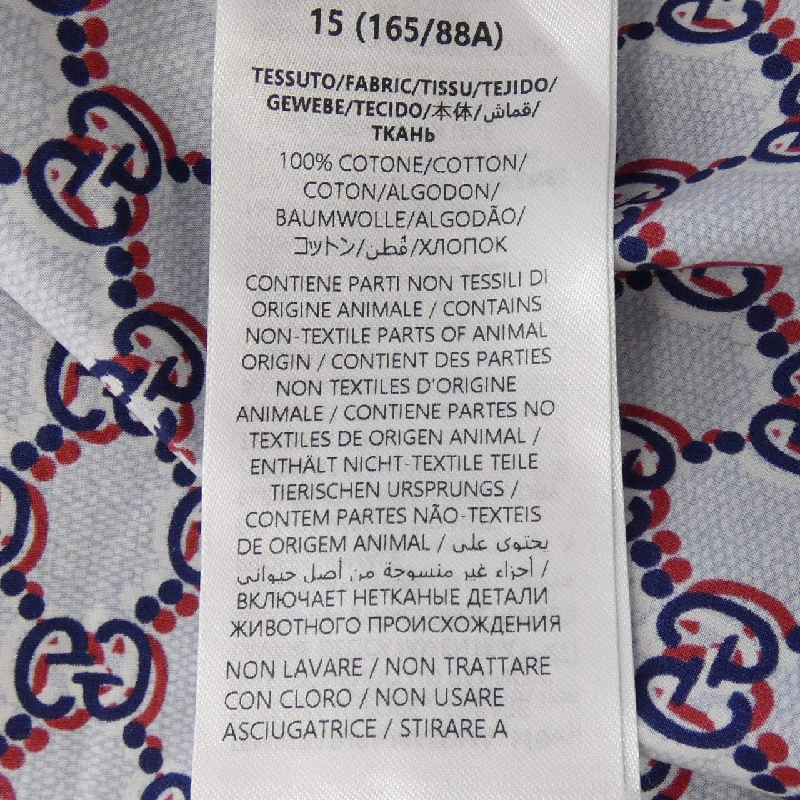 15 (165/88A)
TESSUTO/FABRIC/TISSU/TEJIDO/
GEWEBE/TECIDO/本体/قماش/
ТКАНЬ
100% COTONE/COTTON/
COTON/ALGODON/
BAUMWOLLE/ALGODÃO/
コットン/قُطن/ХЛОПОК
CONTIENE PARTI NON TESSILI DI
ORIGINE ANIMALE / CONTAINS
NON-TEXTILE PARTS OF ANIMAL
ORIGIN / CONTIENT DES PARTIES
NON TEXTILES D'ORIGINE
ANIMALE / CONTIENE PARTES NO
TEXTILES DE ORIGEN ANIMAL /
ENTHÄLT NICHT-TEXTILE TEILE
TIERISCHEN URSPRUNGS /
CONTEM PARTES NÃO-TEXTEIS
DE ORIGEM ANIMAL / يحتوى على
أجزاء غير منسوجة من أصل حيوانى /
ВКЛЮЧАЕТ НЕТКАНЫЕ ДЕТАЛИ
ЖИВОТНОГО ПРОИСХОЖДЕНИЯ
NON LAVARE / NON TRATTARE
CON CLORO / NON USARE
ASCIUGATRICE / STIRARE A